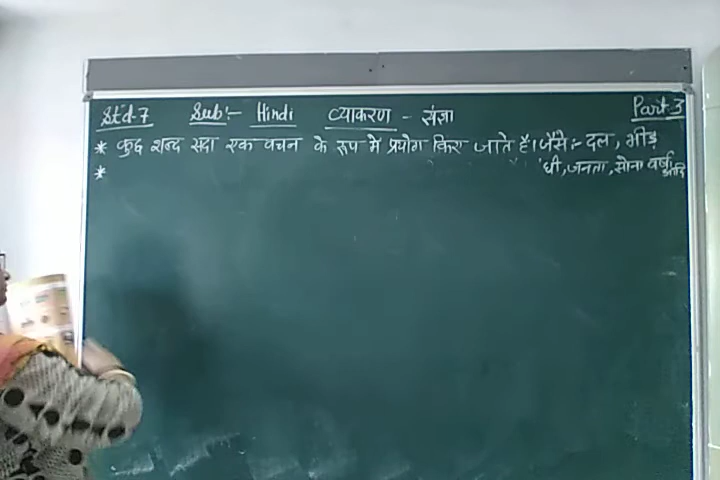 Std-7 Sub:- Hindi व्याकरण - संज्ञा Part-3
* कुछ शब्द सदा एक वचन के रूप में प्रयोग किए जाते है। जैसे:- दल, भीड़
* घी, जनता, सोना वर्षा, आदि